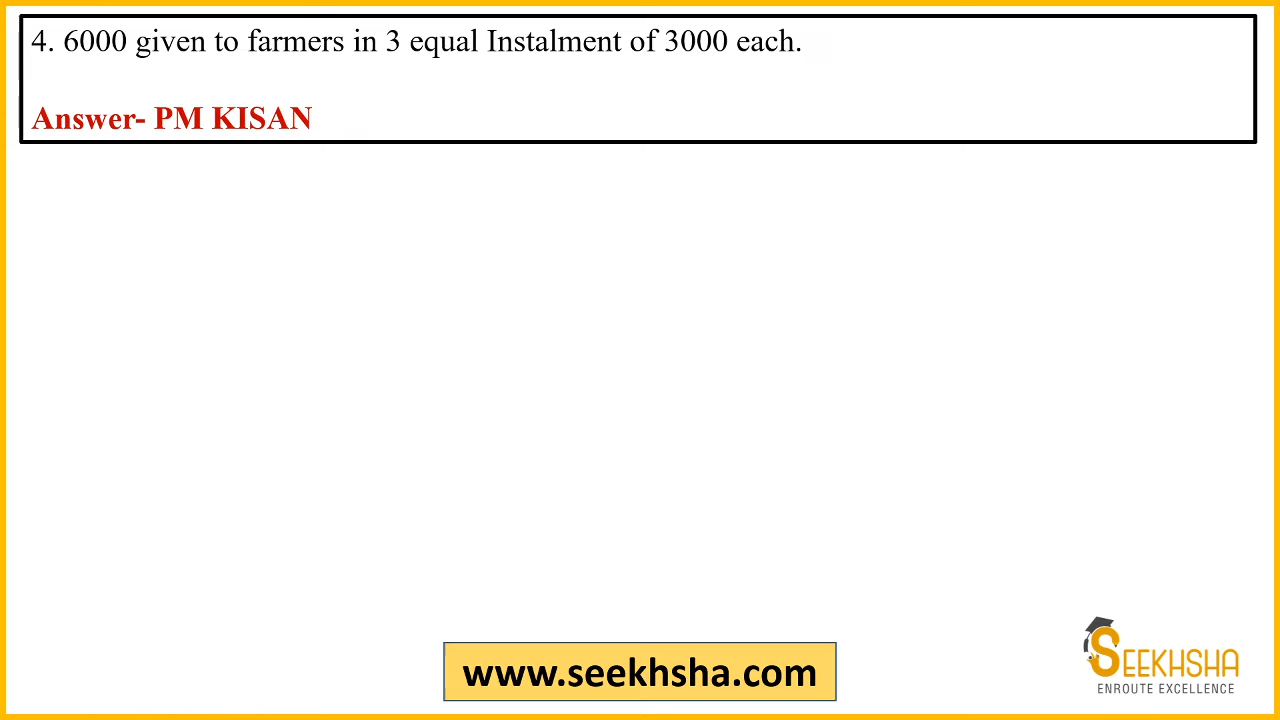 4. 6000 given to farmers in 3 equal Instalment of 3000 each.
Answer- PM KISAN
www.seekhsha.com
SEEKHSHA
ENROUTE EXCELLENCE